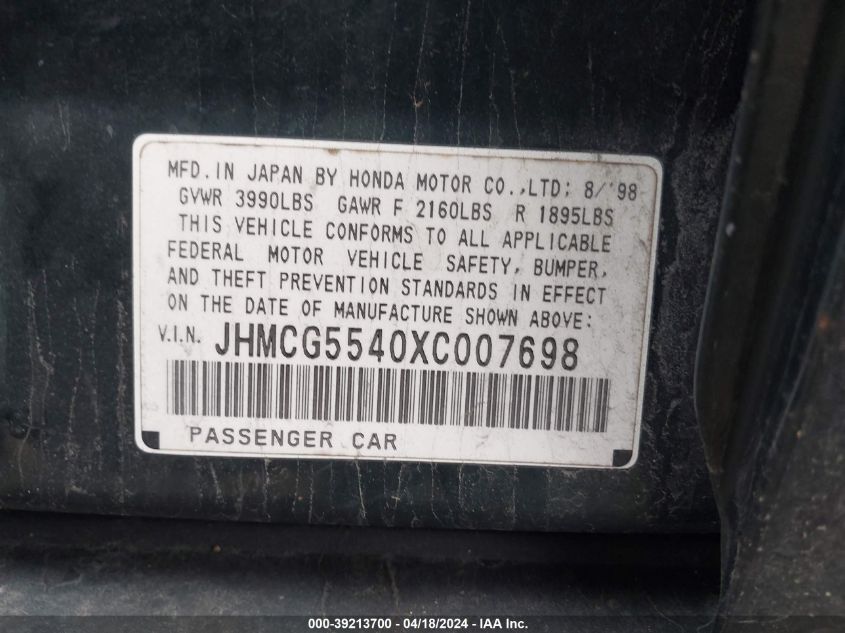 MFD. IN JAPAN BY HONDA MOTOR CO., LTD; 8/'98
GVWR 3990LBS GAWR F 2160LBS R 1895LBS
THIS VEHICLE CONFORMS TO ALL APPLICABLE
FEDERAL MOTOR VEHICLE SAFETY, BUMPER,
AND THEFT PREVENTION STANDARDS IN EFFECT
ON THE DATE OF MANUFACTURE SHOWN ABOVE:
V.I.N. JHMCG5540XC007698
PASSENGER CAR
000-39213700 - 04/18/2024 - IAA Inc.